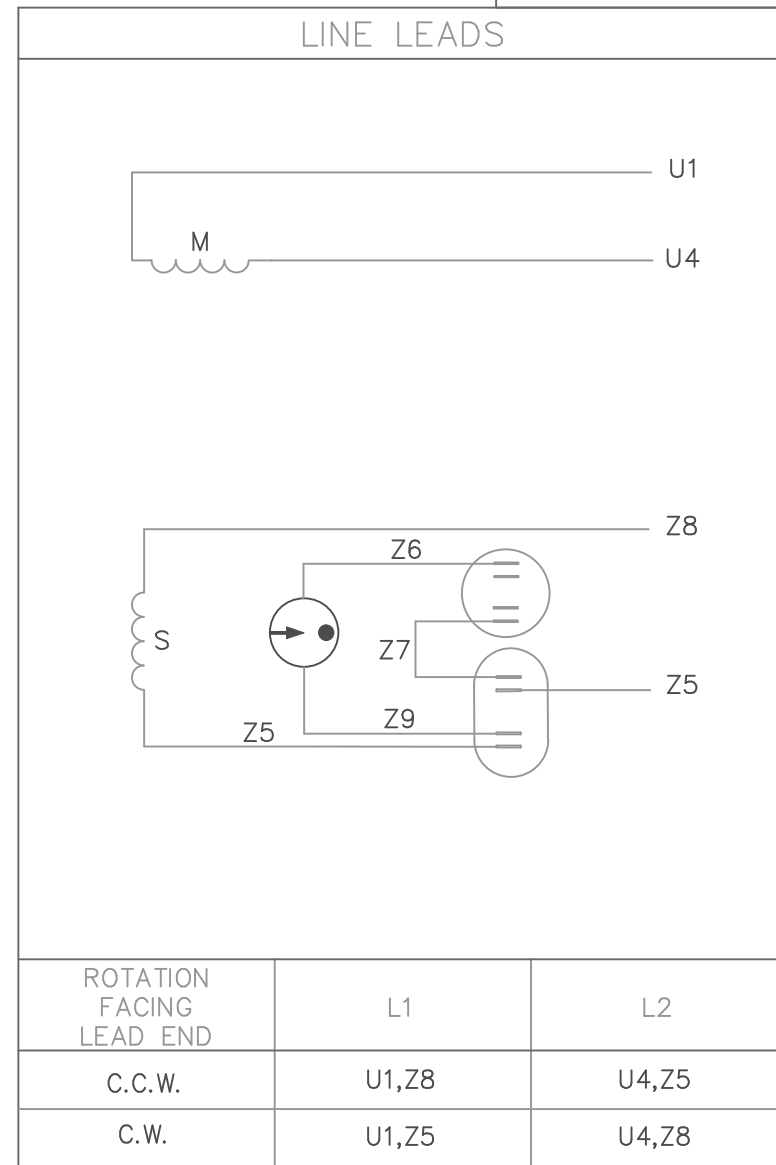 LINE LEADS
U1
M
U4
Z8
Z6
S
Z7
Z5
Z9
Z5
ROTATION
FACING
LEAD END
L1
L2
C.C.W.
U1,Z8
U4,Z5
C.W.
U1,Z5
U4,Z8